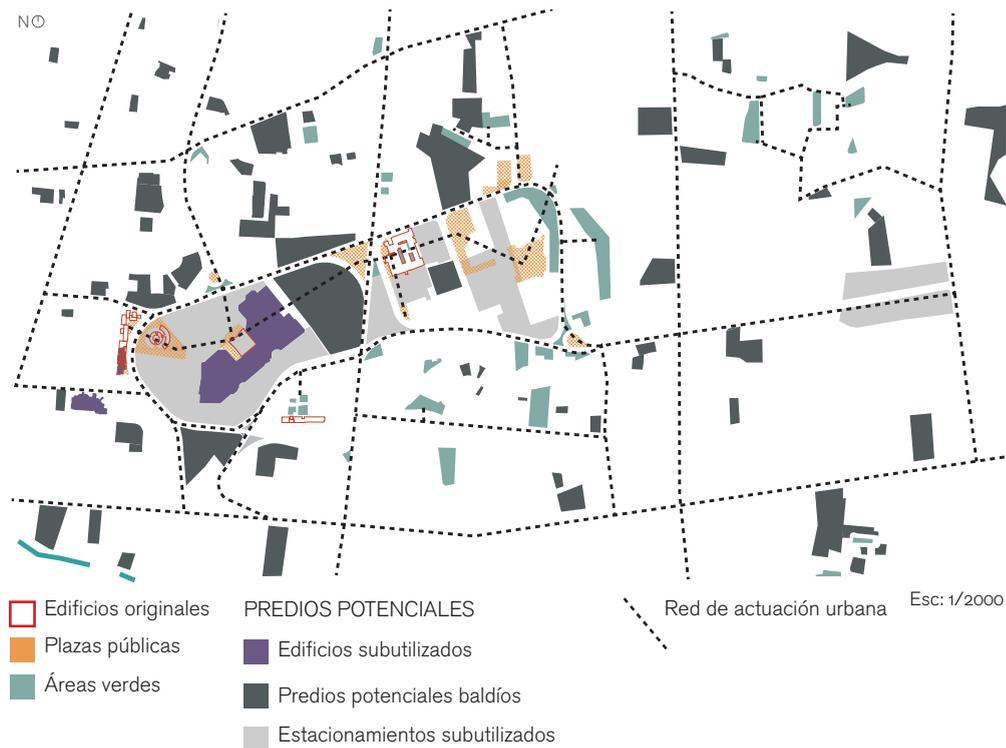 N
Edificios originales
Plazas públicas
Áreas verdes
PREDIOS POTENCIALES
Edificios subutilizados
Predios potenciales baldíos
Estacionamientos subutilizados
Red de actuación urbana
Esc: 1/2000